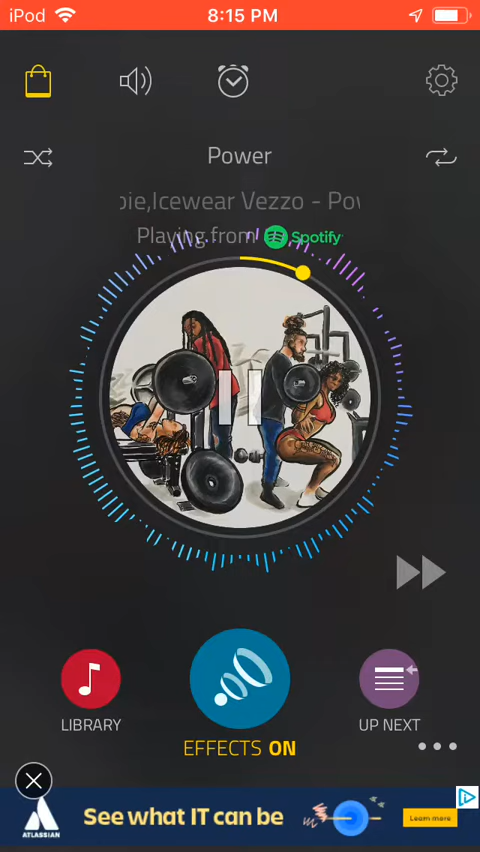 iPod 8:15 PM
Power
pie,Icewear Vezzo - Pov
Playing from Spotify
LIBRARY
UP NEXT
EFFECTS ON
See what IT can be
Learn more
ATLASSIAN